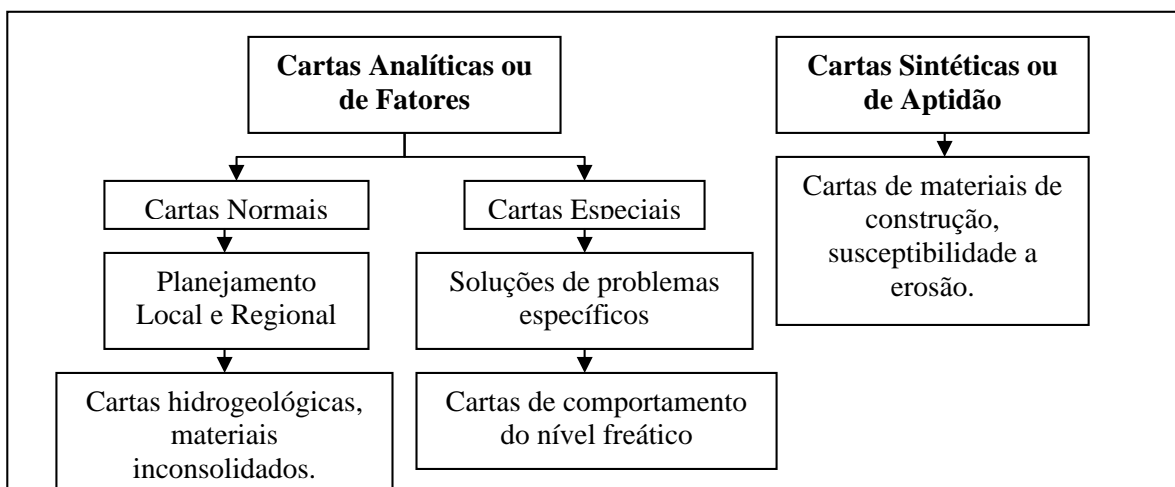 Cartas Analíticas ou
de Fatores
Cartas Sintéticas ou
de Aptidão
Cartas Normais
Cartas Especiais
Cartas de materiais de
construção,
susceptibilidade a
erosão.
Planejamento
Local e Regional
Soluções de problemas
específicos
Cartas hidrogeológicas,
materiais
inconsolidados.
Cartas de comportamento
do nível freático